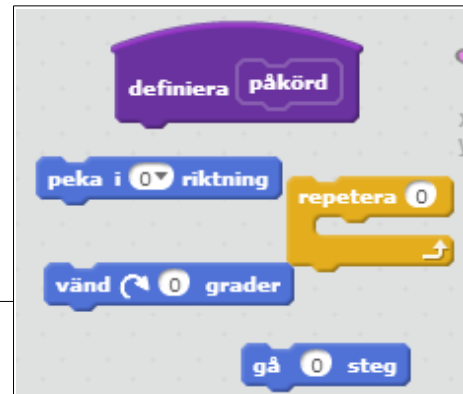 definiera påkörd
peka i 0 riktning
repetera 0
vänd 0 grader
gå 0 steg